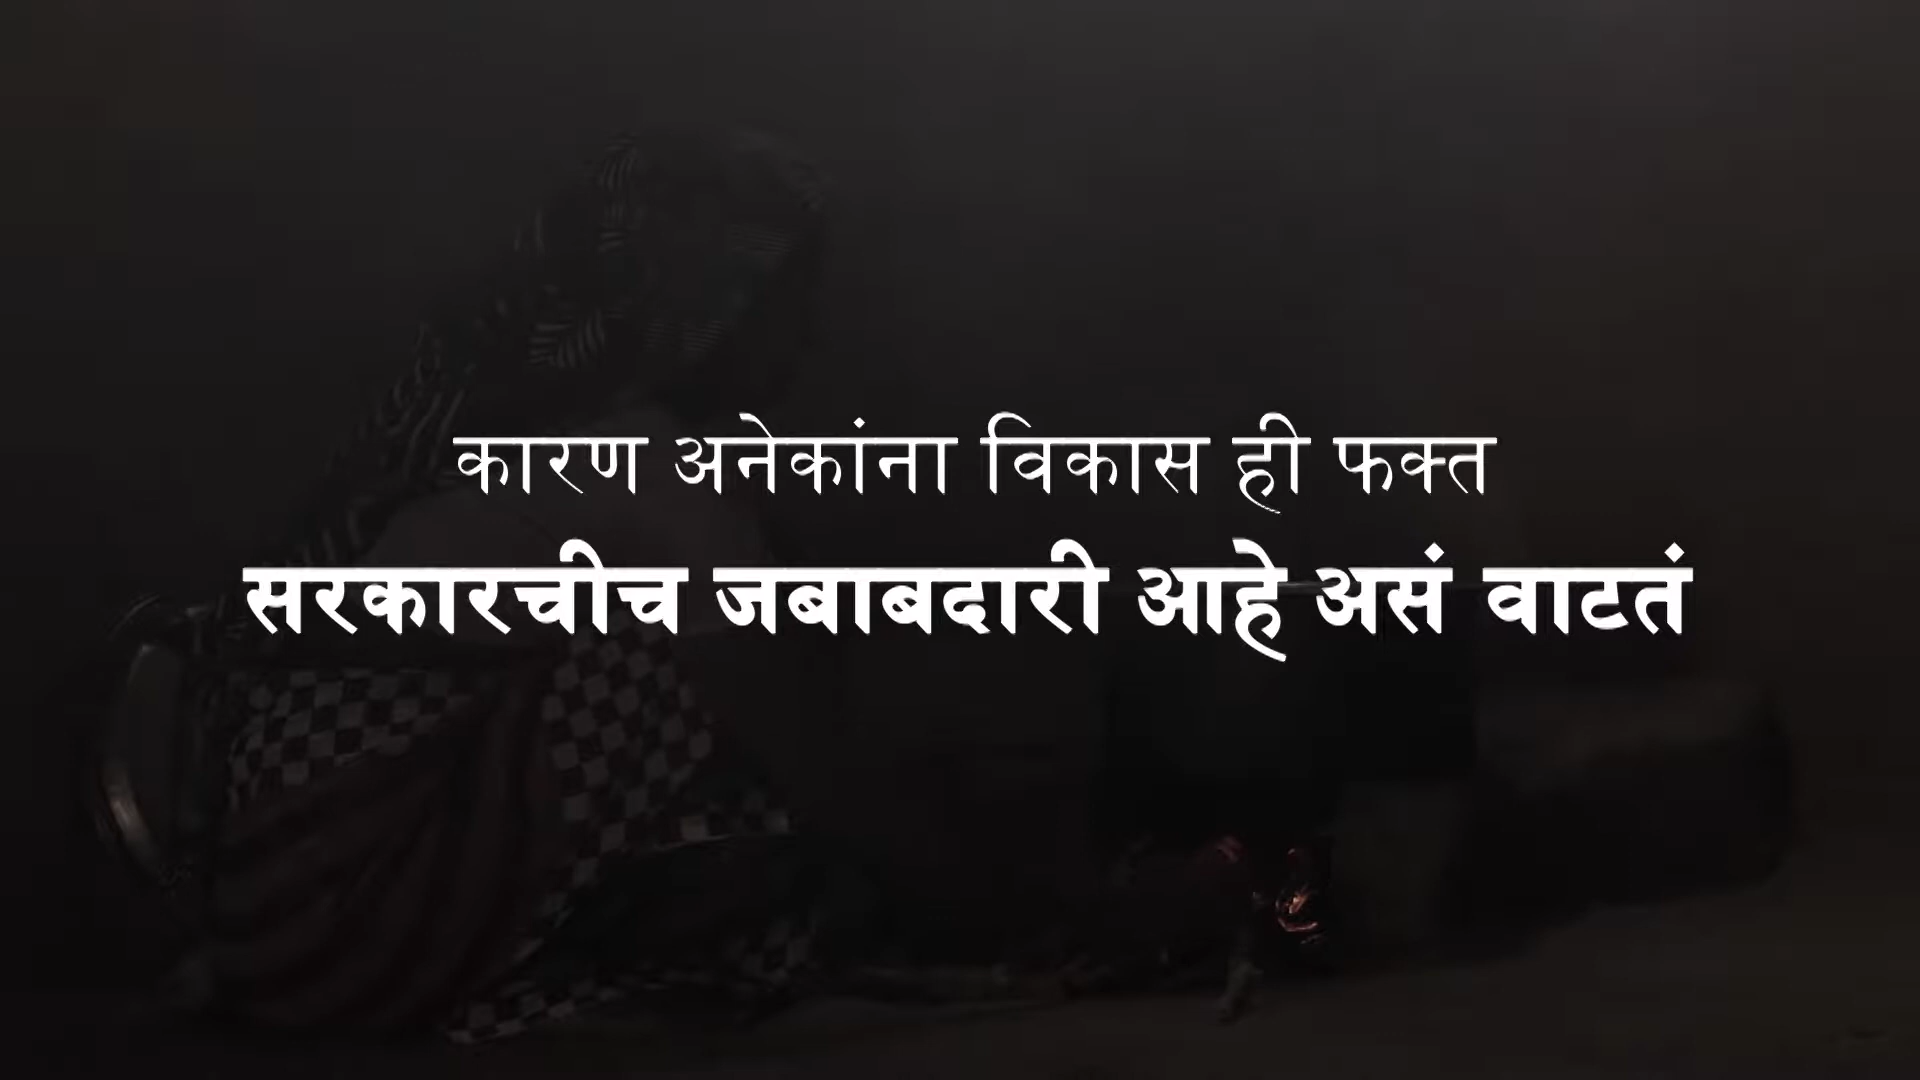 कारण अनेकांना विकास ही फक्त
सरकारचीच जबाबदारी आहे असं वाटतं